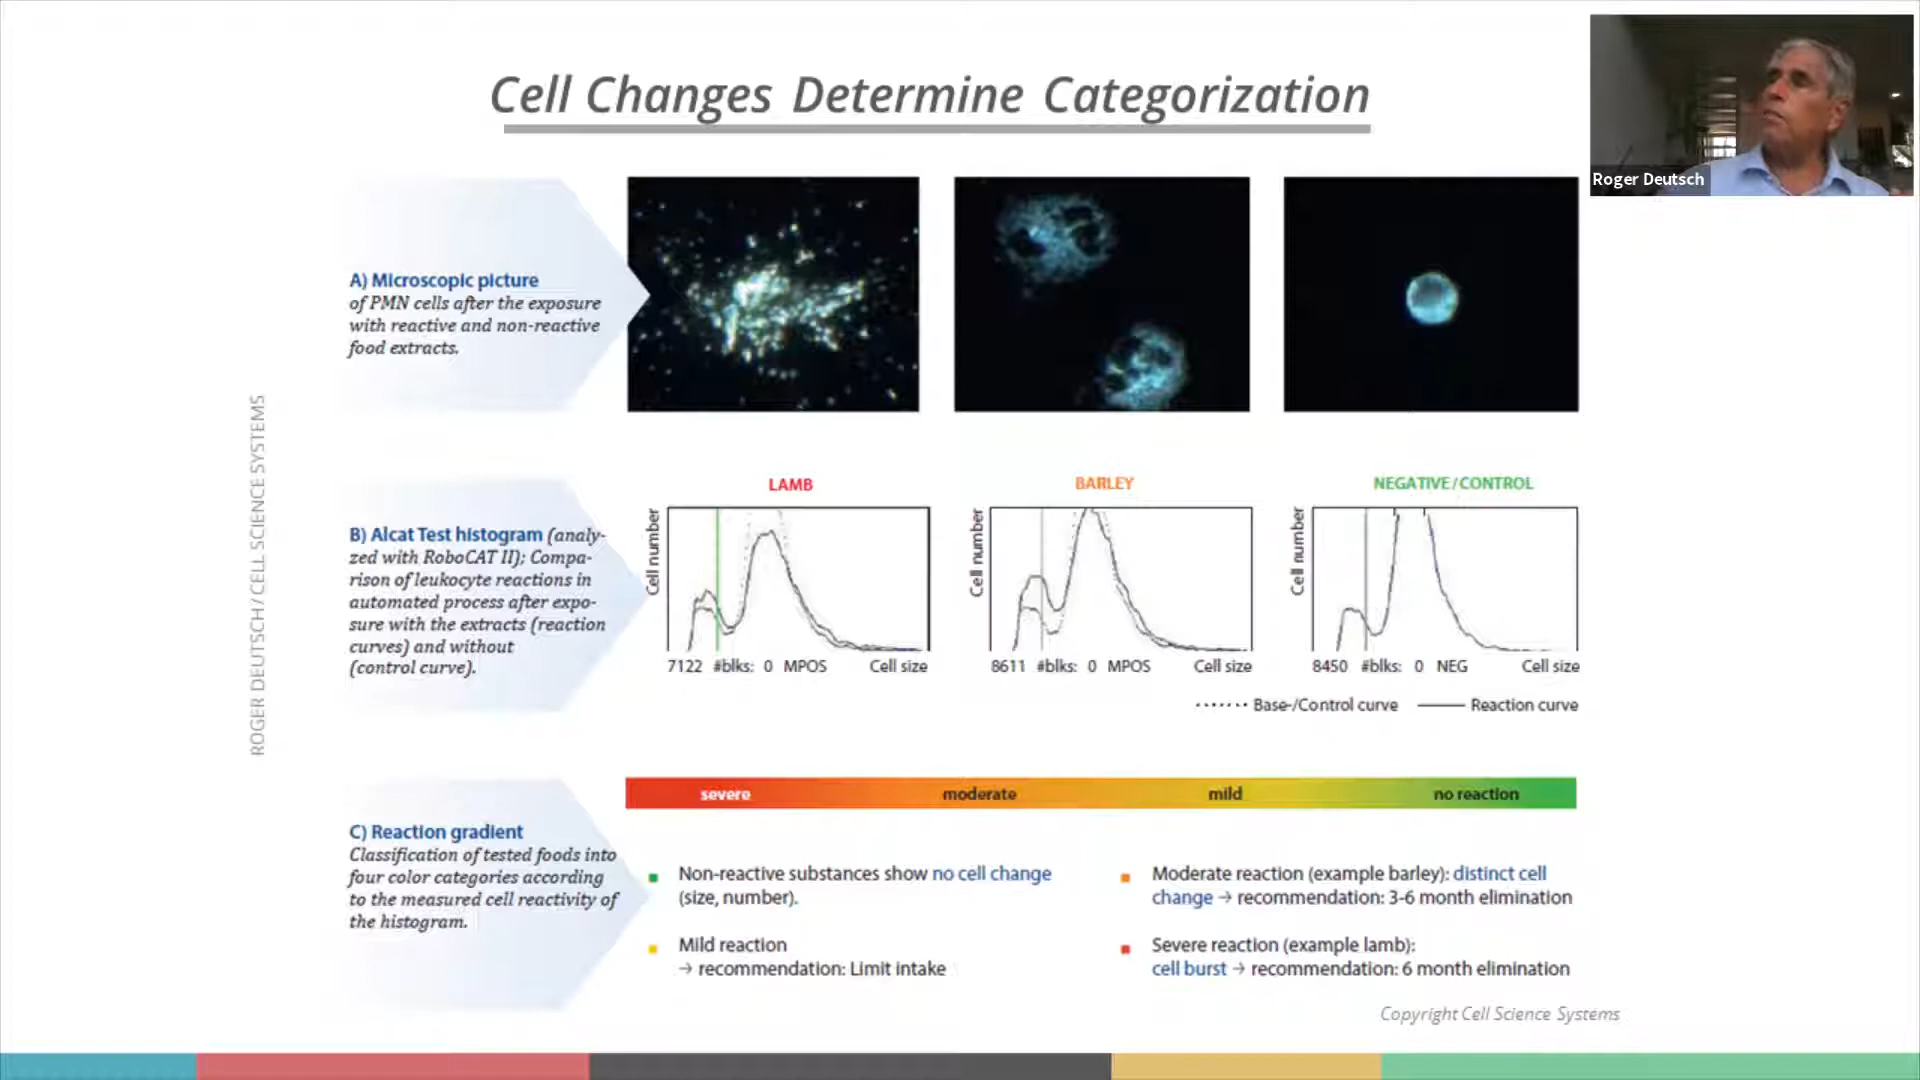 Cell Changes Determine Categorization
Roger Deutsch
ROGER DEUTSCH / CELL SCIENCE SYSTEMS
A) Microscopic picture
of PMN cells after the exposure
with reactive and non-reactive
food extracts.
LAMB
BARLEY
NEGATIVE/CONTROL
B) Alcat Test histogram (analy-
zed with RoboCAT II); Compa-
rison of leukocyte reactions in
automated process after expo-
sure with the extracts (reaction
curves) and without
(control curve).
Cell number
7122 #blks: 0 MPOS Cell size
Cell number
8611 #blks: 0 MPOS Cell size
Cell number
8450 #blks: 0 NEG Cell size
Base-/Control curve
Reaction curve
severe moderate mild no reaction
C) Reaction gradient
Classification of tested foods into
four color categories according
to the measured cell reactivity of
the histogram.
Non-reactive substances show no cell change
(size, number).
Mild reaction
→ recommendation: Limit intake
Moderate reaction (example barley): distinct cell
change → recommendation: 3-6 month elimination
Severe reaction (example lamb):
cell burst → recommendation: 6 month elimination
Copyright Cell Science Systems